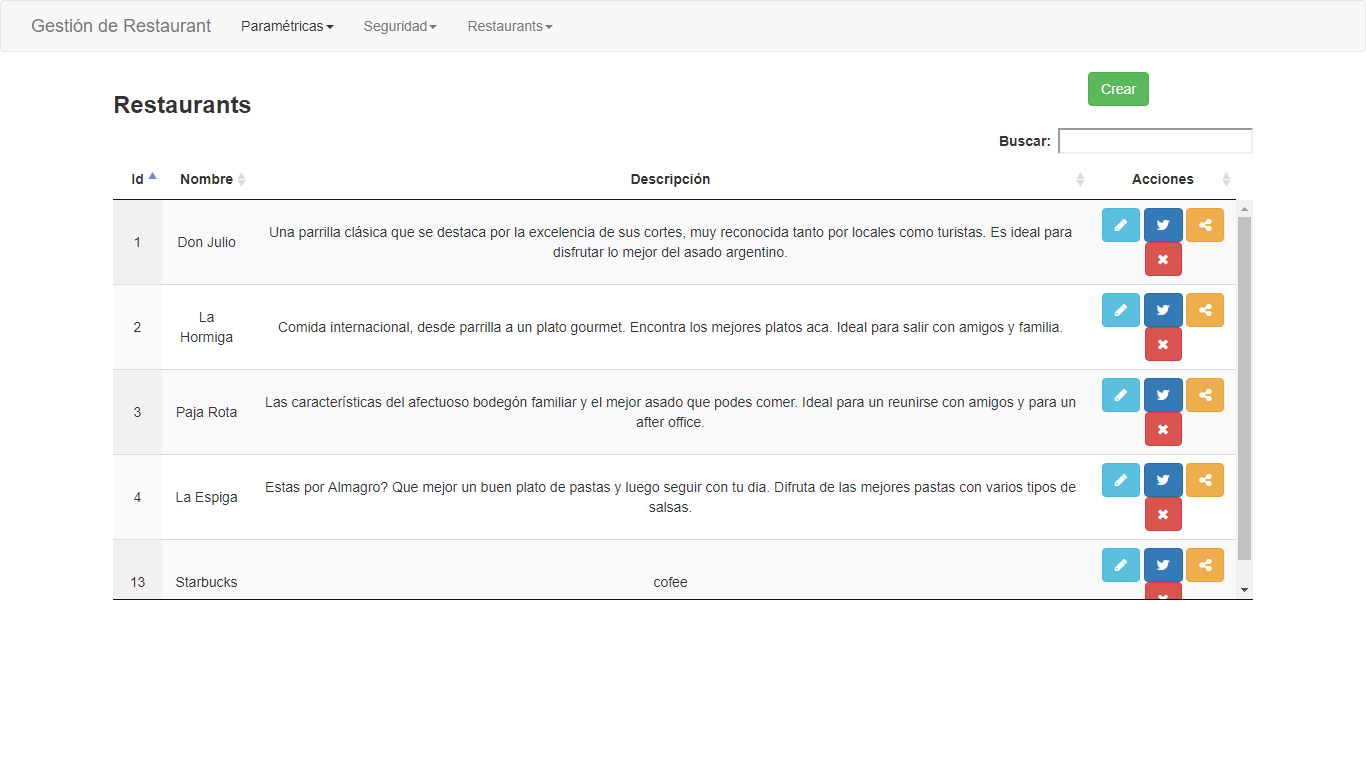 Gestión de Restaurant Paramétricas Seguridad Restaurants
Crear
Restaurants
Buscar:
Id Nombre Descripción Acciones
1 Don Julio Una parrilla clásica que se destaca por la excelencia de sus cortes, muy reconocida tanto por locales como turistas. Es ideal para
disfrutar lo mejor del asado argentino.
2 La
Hormiga Comida internacional, desde parrilla a un plato gourmet. Encontra los mejores platos aca. Ideal para salir con amigos y familia.
3 Paja Rota Las características del afectuoso bodegón familiar y el mejor asado que podes comer. Ideal para un reunirse con amigos y para un
after office.
4 La Espiga Estas por Almagro? Que mejor un buen plato de pastas y luego seguir con tu dia. Difruta de las mejores pastas con varios tipos de
salsas.
13 Starbucks cofee